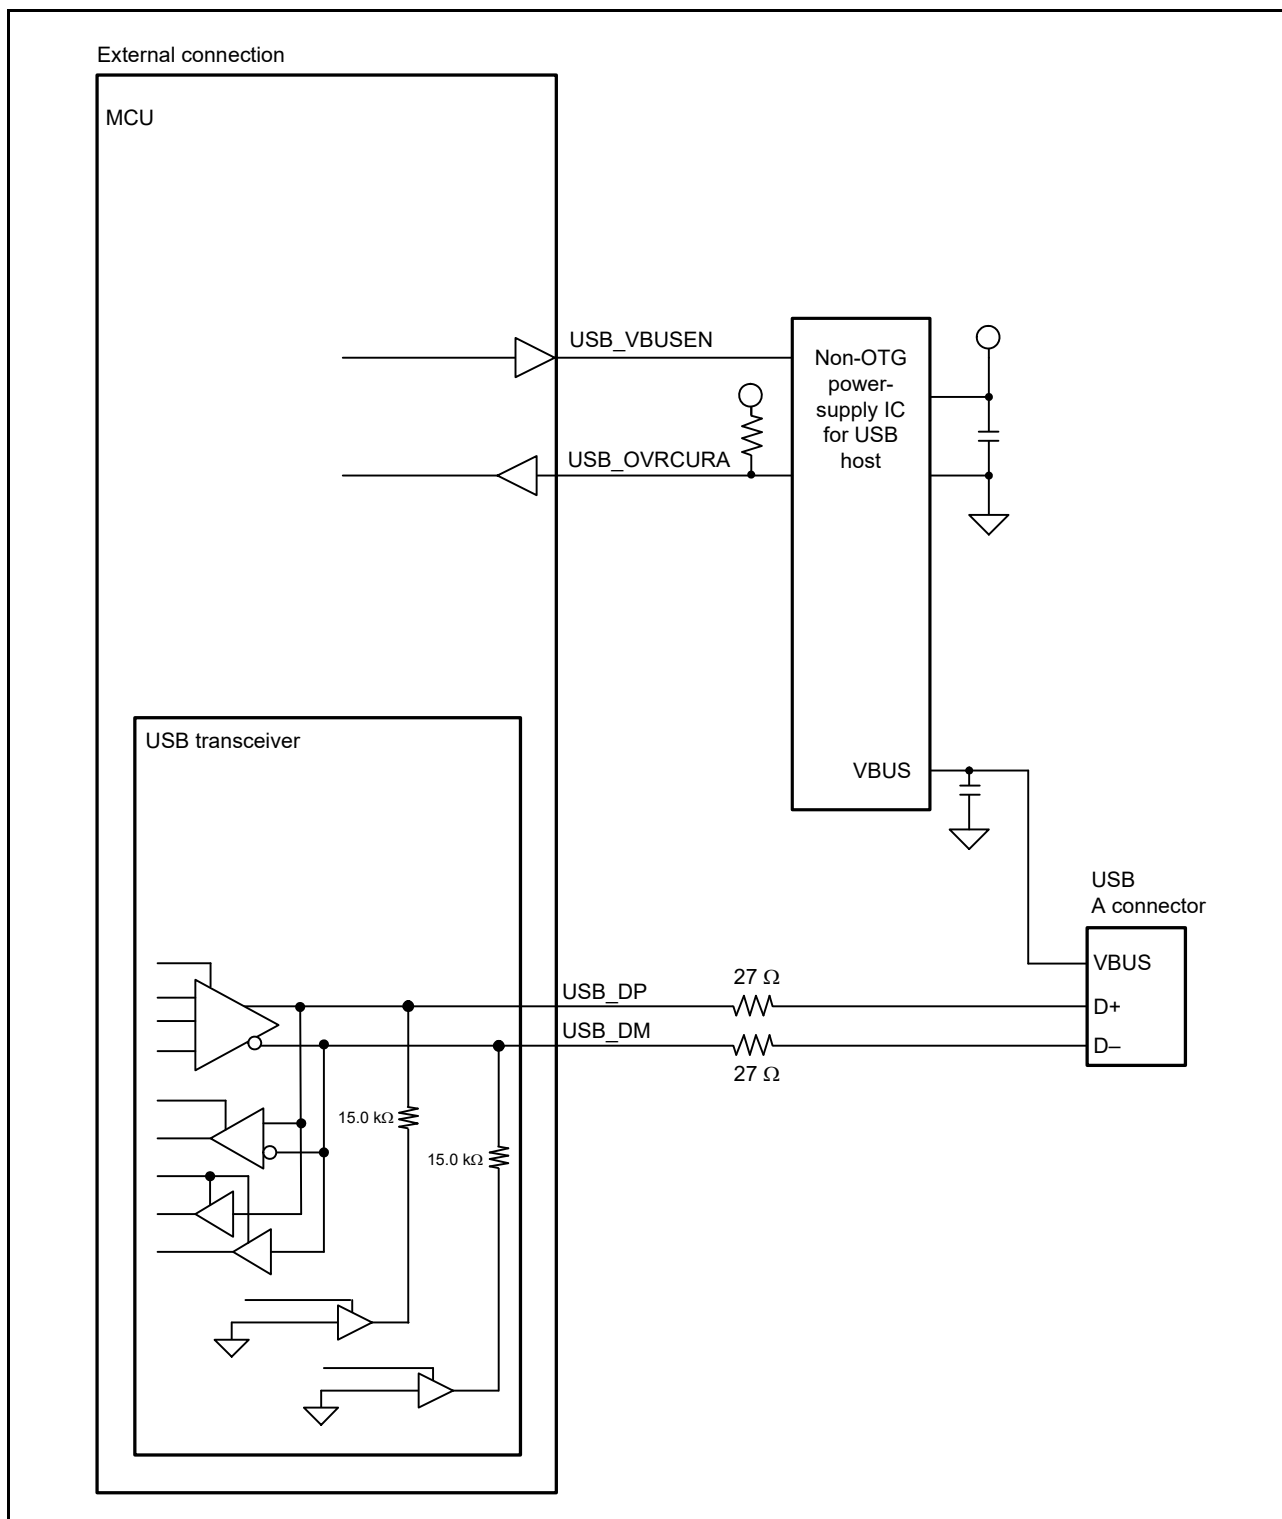 External connection
MCU
USB_VBUSEN
Non-OTG
power-
supply IC
for USB
host
USB_OVRCURA
USB transceiver
VBUS
USB
A connector
VBUS
27 Ω
USB_DP
D+
USB_DM
D–
27 Ω
15.0 kΩ
15.0 kΩ